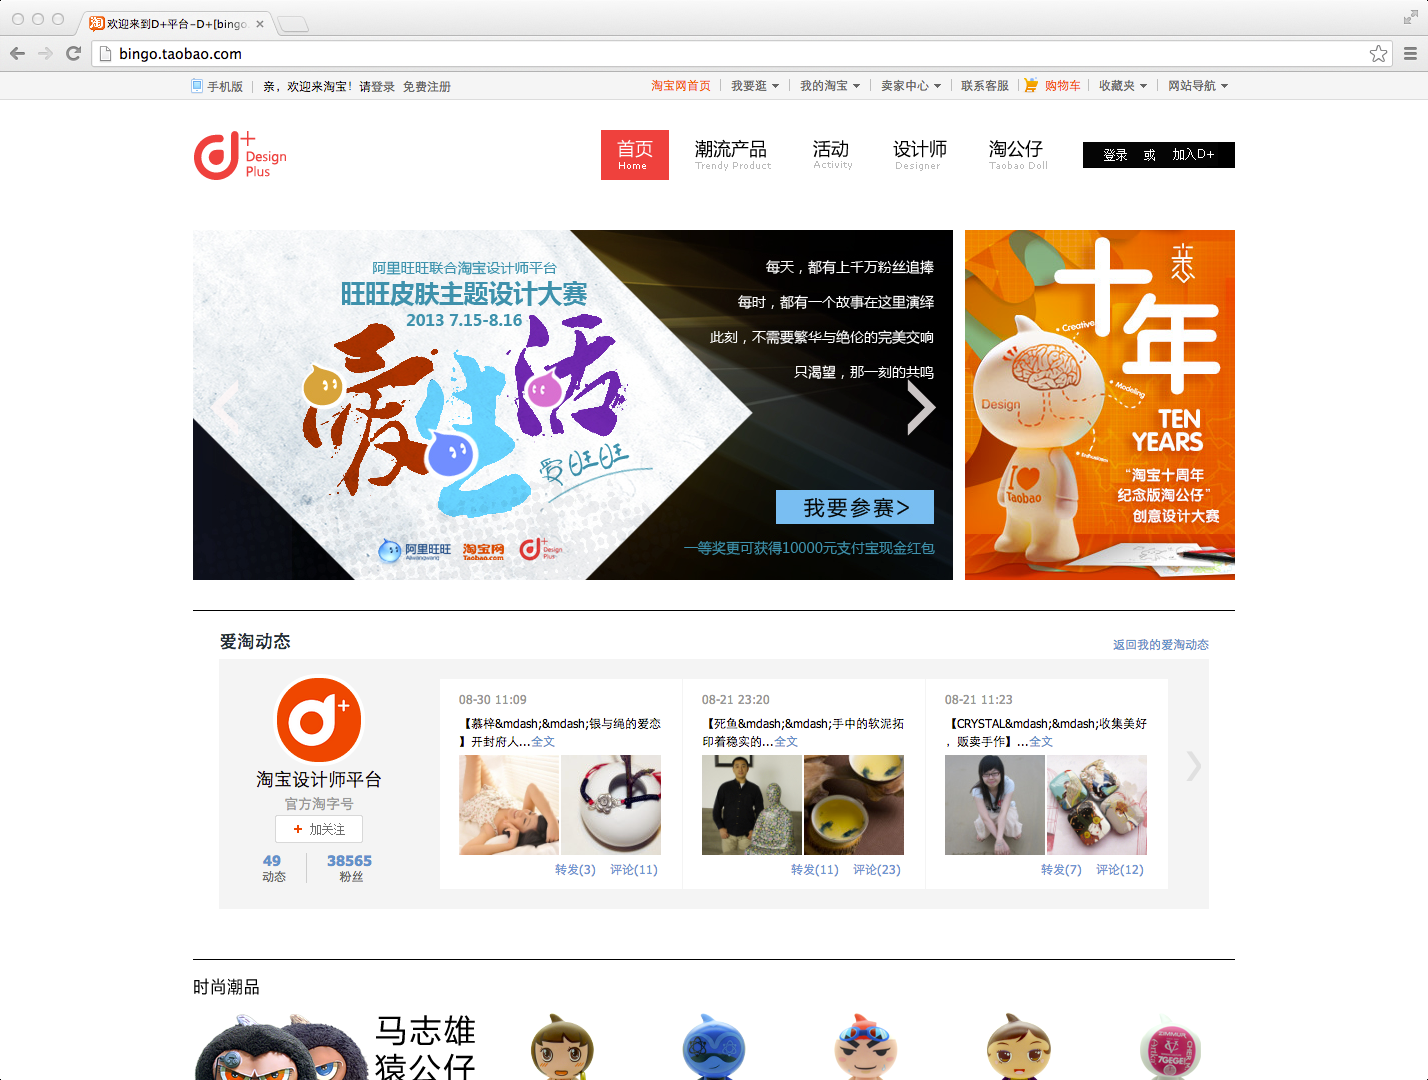 欢迎来到D+平台-D+[bingo.
bingo.taobao.com
手机版
亲，欢迎来淘宝！请登录 免费注册
淘宝网首页 我要逛 我的淘宝 卖家中心 联系客服 购物车 收藏夹 网站导航
Design
Plus
首页 潮流产品 活动 设计师 淘公仔
Home Trendy Product Activity Designer Taobao Doll
登录 或 加入D+
阿里旺旺联合淘宝设计师平台
旺旺皮肤主题设计大赛
2013 7.15-8.16
爱生活
爱旺旺
阿里旺旺
Aliwangwang
淘宝网
Taobao.com
Design
Plus
每天，都有上千万粉丝追捧
每时，都有一个故事在这里演绎
此刻，不需要繁华与绝伦的完美交响
只渴望，那一刻的共鸣
我要参赛>
一等奖更可获得10000元支付宝现金红包
十年
Creative
Modeling
Design
Enthusiasm
TEN
YEARS
I
Taobao
“淘宝十周年
纪念版淘公仔”
创意设计大赛
爱淘动态
返回我的爱淘动态
淘宝设计师平台
官方淘字号
+ 加关注
49
动态
38565
粉丝
08-30 11:09
【慕梓&mdash;&mdash;银与绳的爱恋
】开封府人...全文
转发(3) 评论(11)
08-21 23:20
【死鱼&mdash;&mdash;手中的软泥拓
印着稳实的...全文
转发(11) 评论(23)
08-21 11:23
【CRYSTAL&mdash;&mdash;收集美好
，贩卖手作】...全文
转发(7) 评论(12)
时尚潮品
马志雄
猿公仔
ZIMMUR
7GEGE